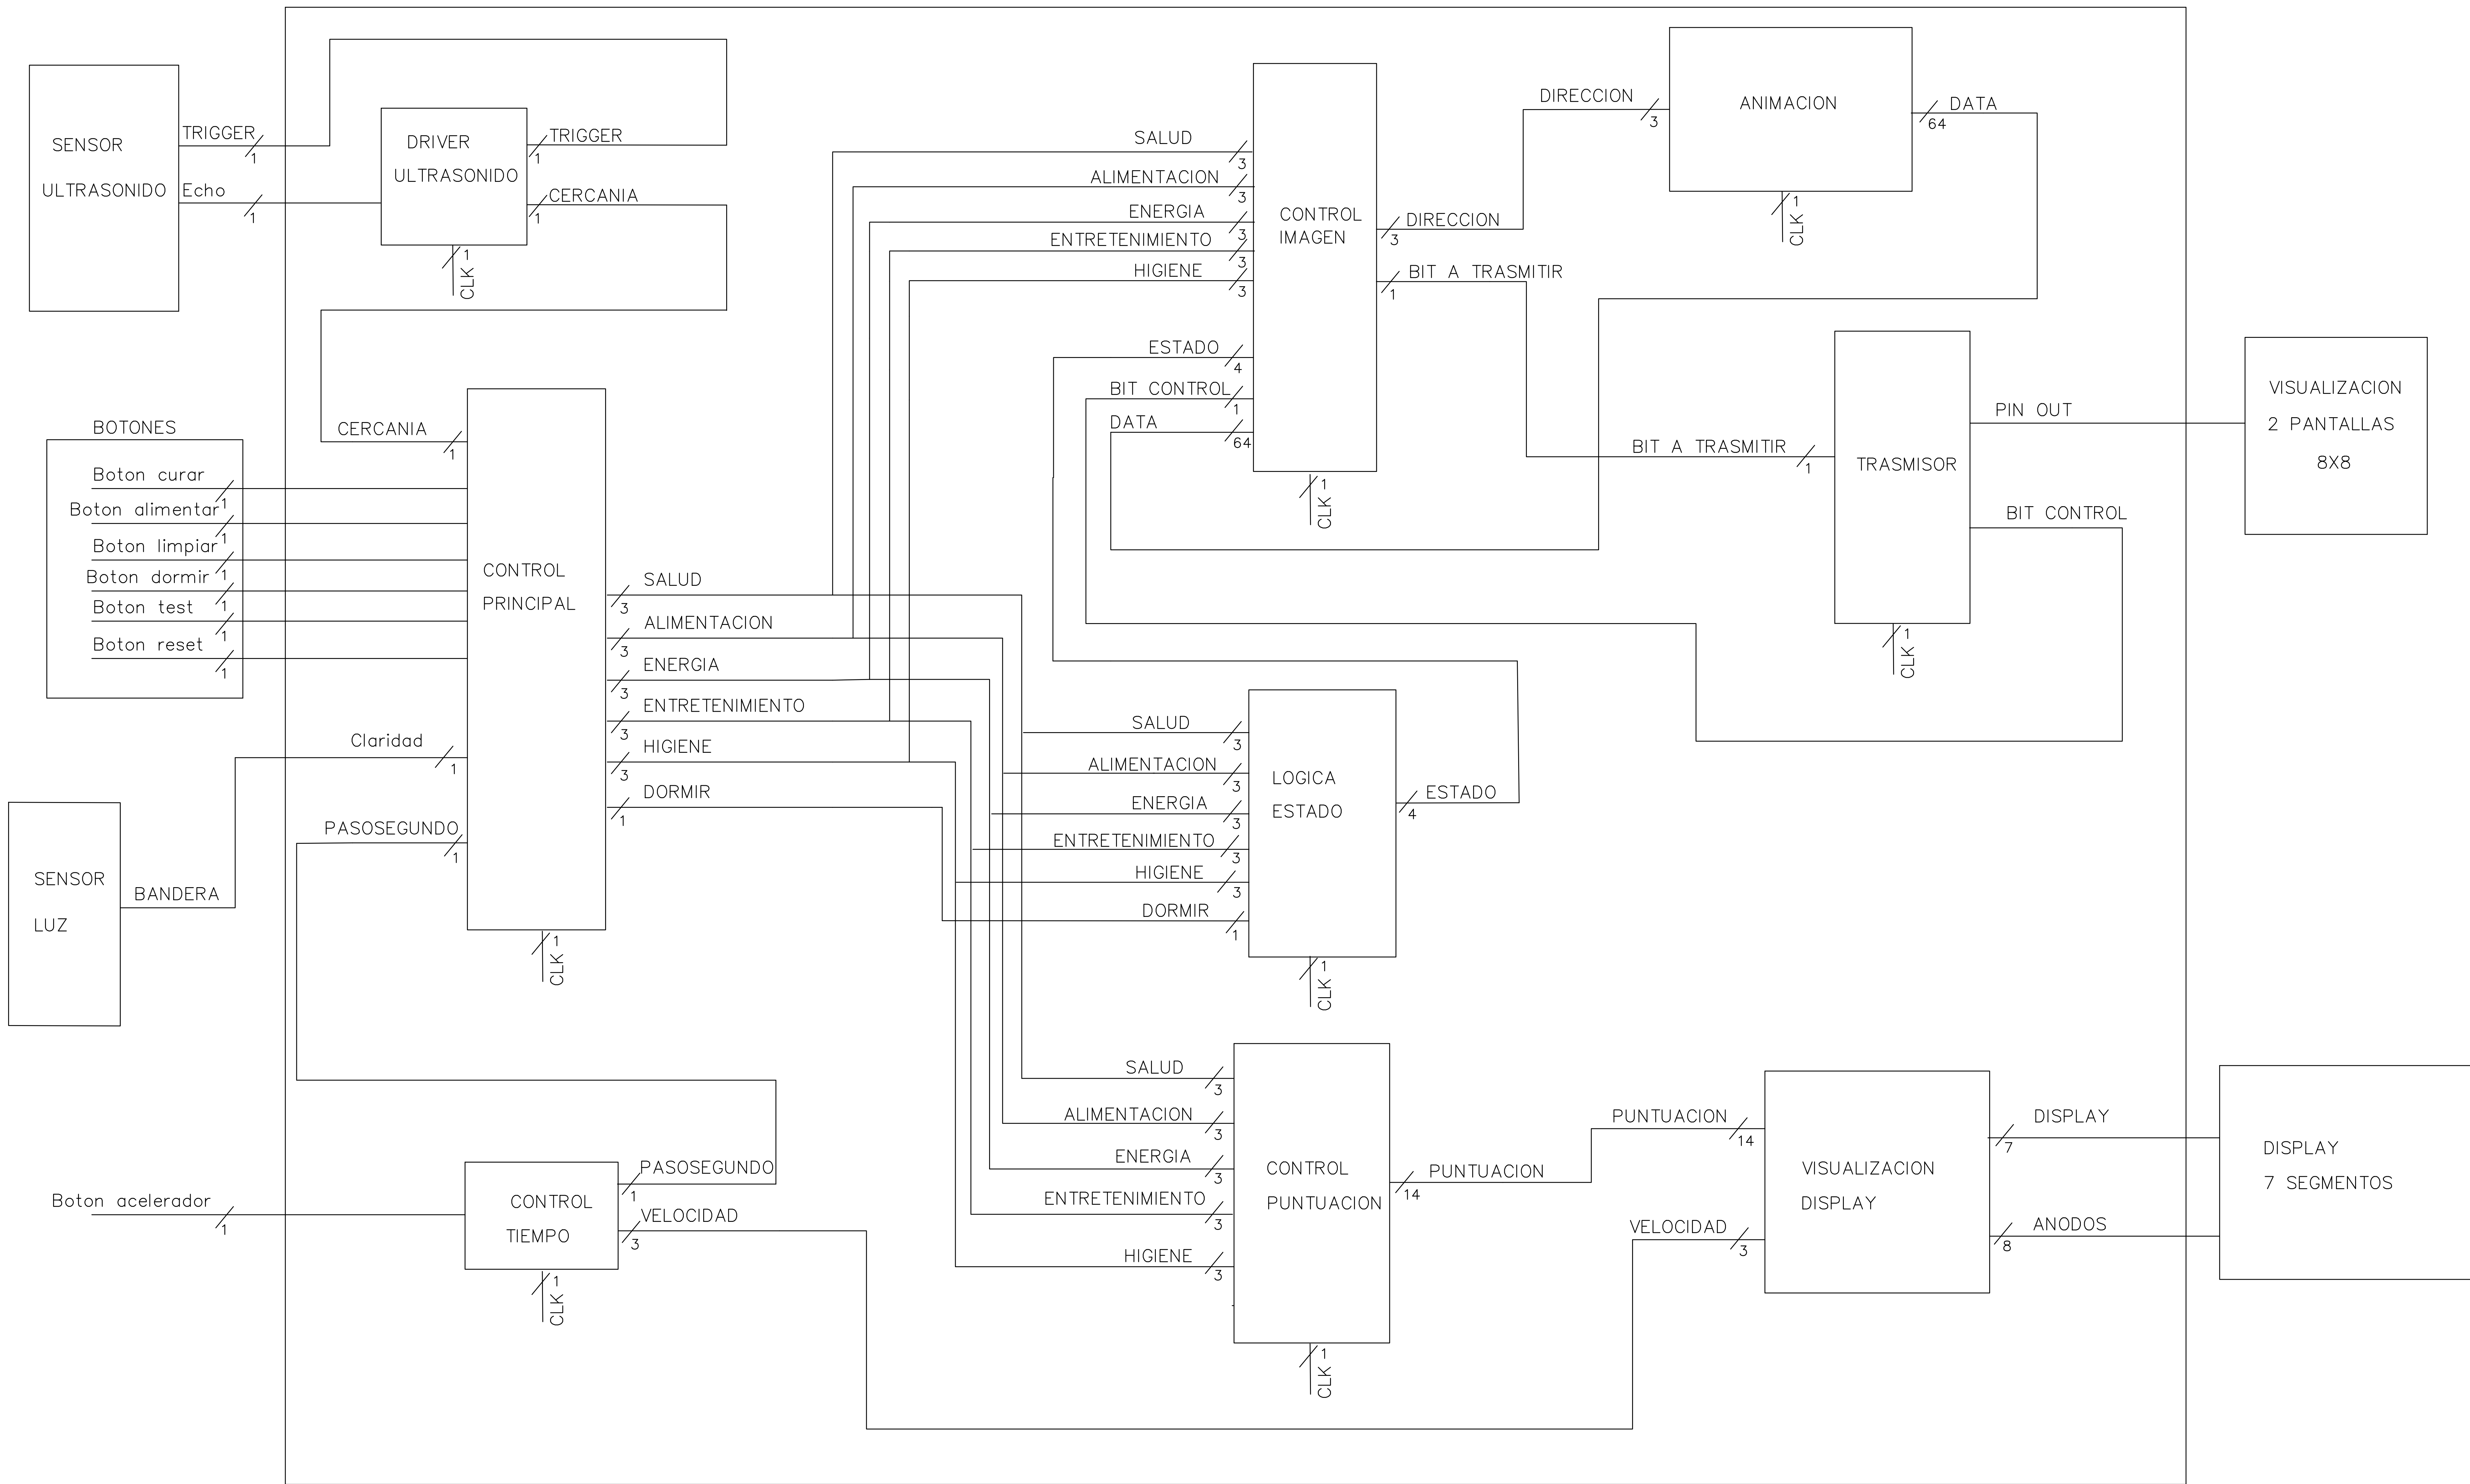 SENSOR
ULTRASONIDO
TRIGGER
1
Echo
1
DRIVER
ULTRASONIDO
TRIGGER
1
CERCANIA
1
CLK
1
BOTONES
Boton curar
1
Boton alimentar
1
Boton limpiar
1
Boton dormir
1
Boton test
1
Boton reset
1
CERCANIA
1
Claridad
1
PASOSEGUNDO
1
CONTROL
PRINCIPAL
SALUD
3
ALIMENTACION
3
ENERGIA
3
ENTRETENIMIENTO
3
HIGIENE
3
DORMIR
1
CLK
1
SENSOR
LUZ
BANDERA
Boton acelerador
1
CONTROL
TIEMPO
PASOSEGUNDO
1
VELOCIDAD
3
CLK
1
SALUD
3
ALIMENTACION
3
ENERGIA
3
ENTRETENIMIENTO
3
HIGIENE
3
ESTADO
4
BIT CONTROL
1
DATA
64
CONTROL
IMAGEN
DIRECCION
3
BIT A TRASMITIR
1
CLK
1
DIRECCION
3
ANIMACION
DATA
64
CLK
1
BIT A TRASMITIR
1
TRASMISOR
PIN OUT
BIT CONTROL
CLK
1
VISUALIZACION
2 PANTALLAS
8X8
SALUD
3
ALIMENTACION
3
ENERGIA
3
ENTRETENIMIENTO
3
HIGIENE
3
DORMIR
1
LOGICA
ESTADO
ESTADO
4
CLK
1
SALUD
3
ALIMENTACION
3
ENERGIA
3
ENTRETENIMIENTO
3
HIGIENE
3
CONTROL
PUNTUACION
PUNTUACION
14
CLK
1
PUNTUACION
14
VELOCIDAD
3
VISUALIZACION
DISPLAY
DISPLAY
7
ANODOS
8
DISPLAY
7 SEGMENTOS